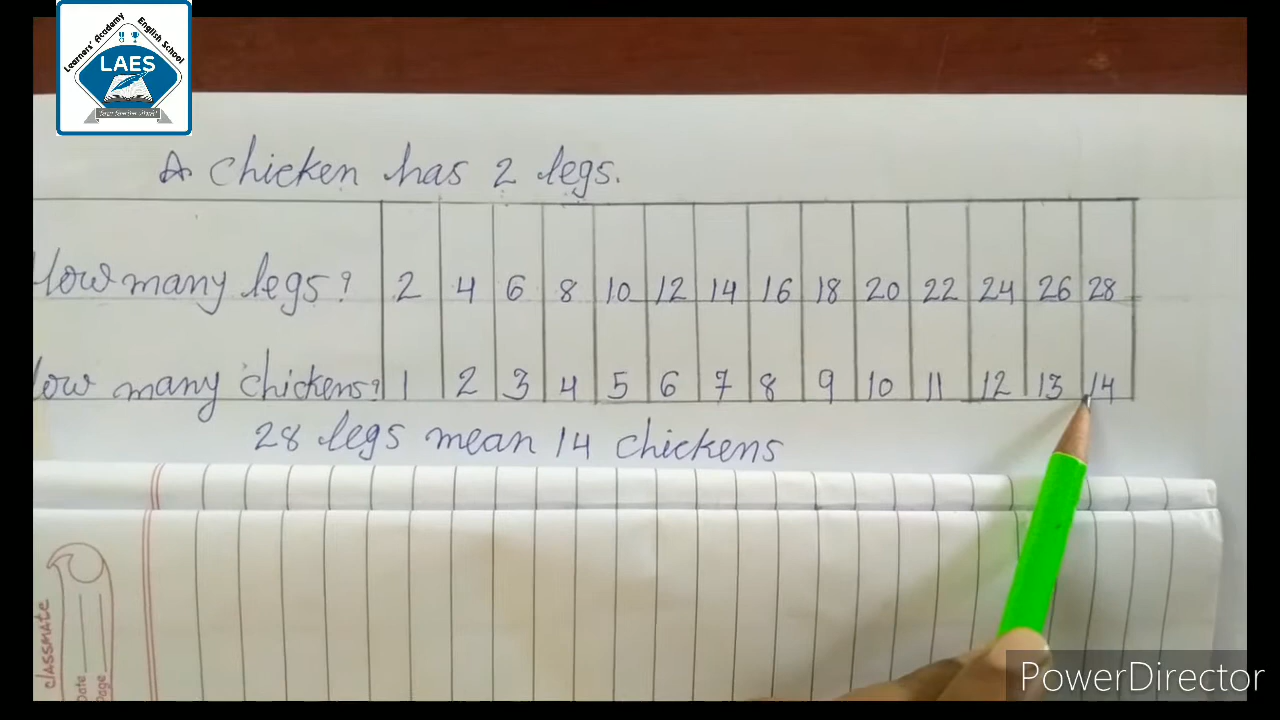 Learners' Academy English School
LAES
A chicken has 2 legs.
How many legs? 2 4 6 8 10 12 14 16 18 20 22 24 26 28
How many chickens? 1 2 3 4 5 6 7 8 9 10 11 12 13 14
28 legs mean 14 chickens
classmate
Date
Page
PowerDirector